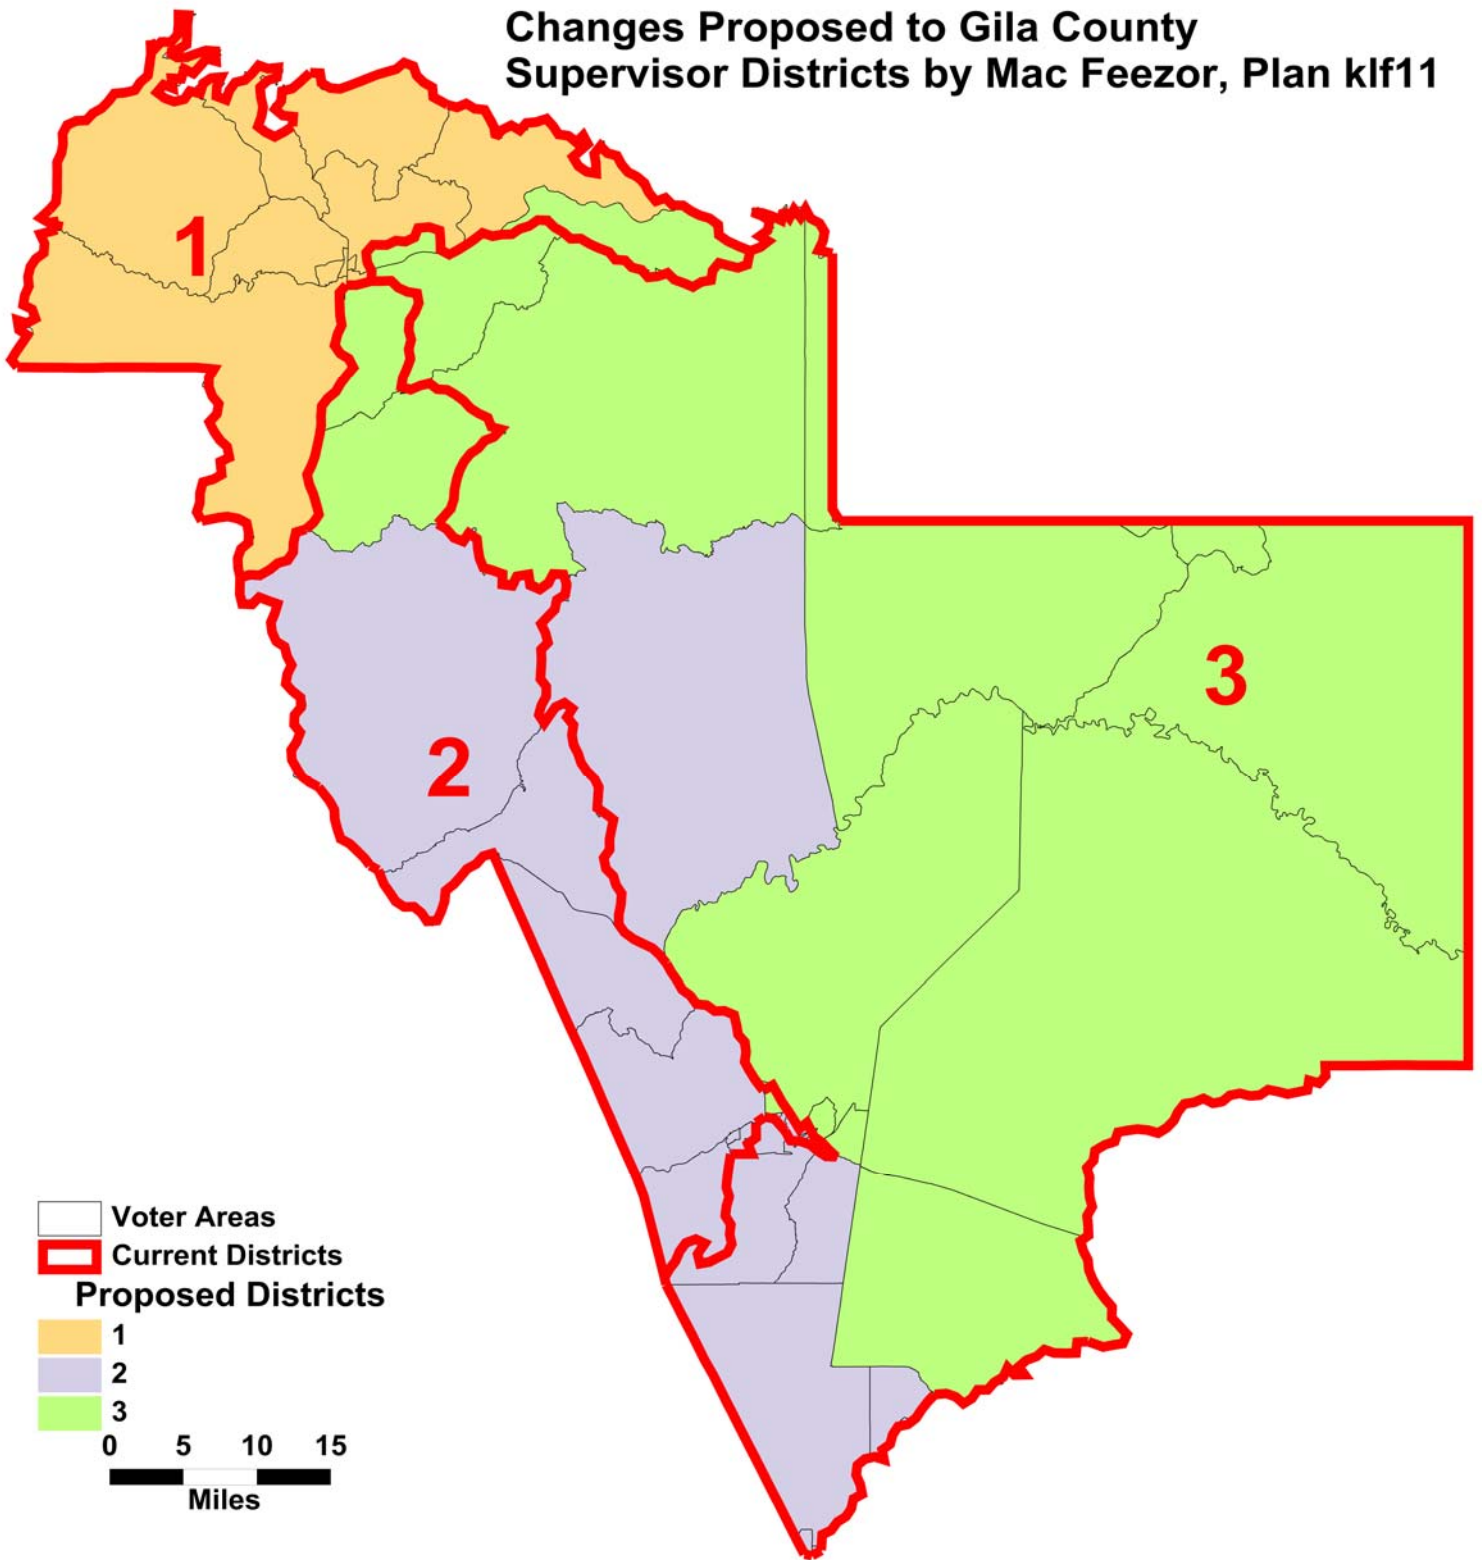 Changes Proposed to Gila County
Supervisor Districts by Mac Feezor, Plan klf11
1
3
2
Voter Areas
Current Districts
Proposed Districts
1
2
3
0 5 10 15
Miles